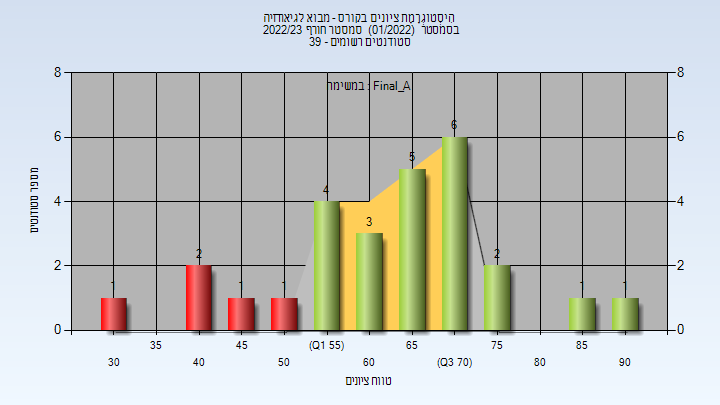 היסטוגרמת ציונים בקורס - מבוא לגיאודזיה
בסמסטר (01/2022) סמסטר חורף 2022/23
סטודנטים רשומים - 39
במשימה : Final_A
8 8
6 6
4 4
2 2
0 0
1 2 1 1 4 3 5 6 2 1 1
מספר סטודנטים
35 45 (Q1 55) 65 75 85
30 40 50 60 (Q3 70) 80 90
טווח ציונים